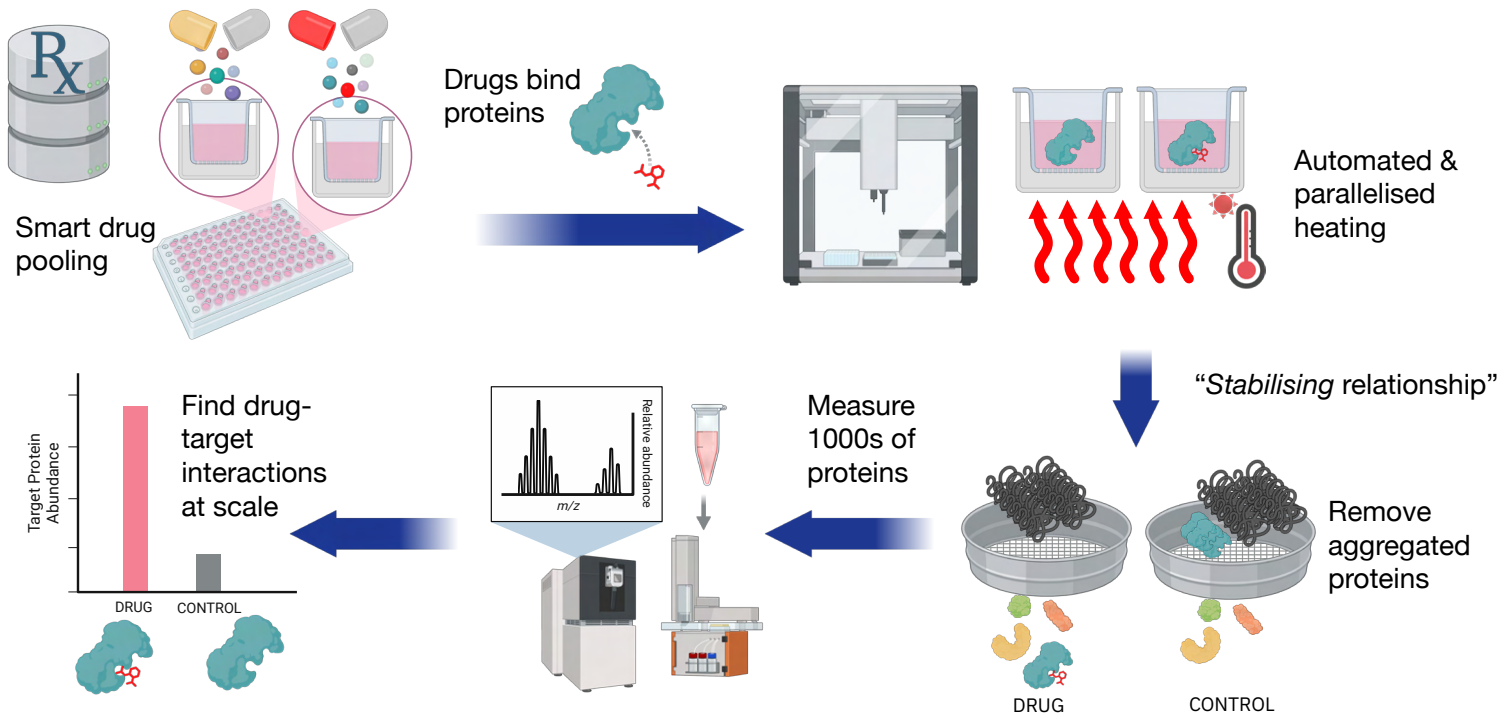 Rx
Smart drug
pooling
Drugs bind
proteins
Automated &
parallelised
heating
“Stabilising relationship”
Remove
aggregated
proteins
DRUG
CONTROL
Measure
1000s of
proteins
Relative abundance
m/z
Find drug-
target
interactions
at scale
Target Protein
Abundance
DRUG
CONTROL